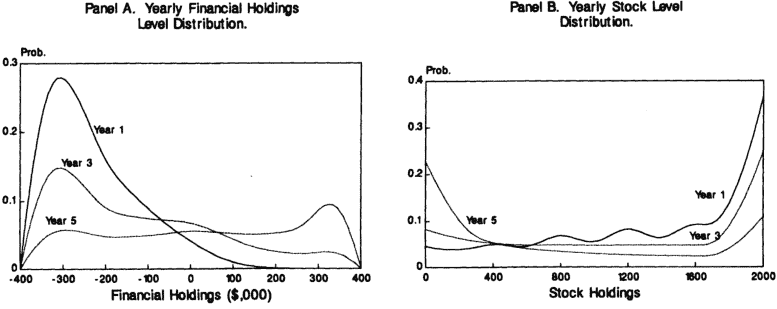 Panel A. Yearly Financial Holdings
Level Distribution.
Prob.
0.3
0.2
0.1
0
Year 1
Year 3
Year 5
-400 -300 -200 -100 0 100 200 300 400
Financial Holdings ($,000)
Panel B. Yearly Stock Level
Distribution.
Prob.
0.4
0.3
0.2
0.1
0
Year 1
Year 5
Year 3
0 400 800 1200 1600 2000
Stock Holdings